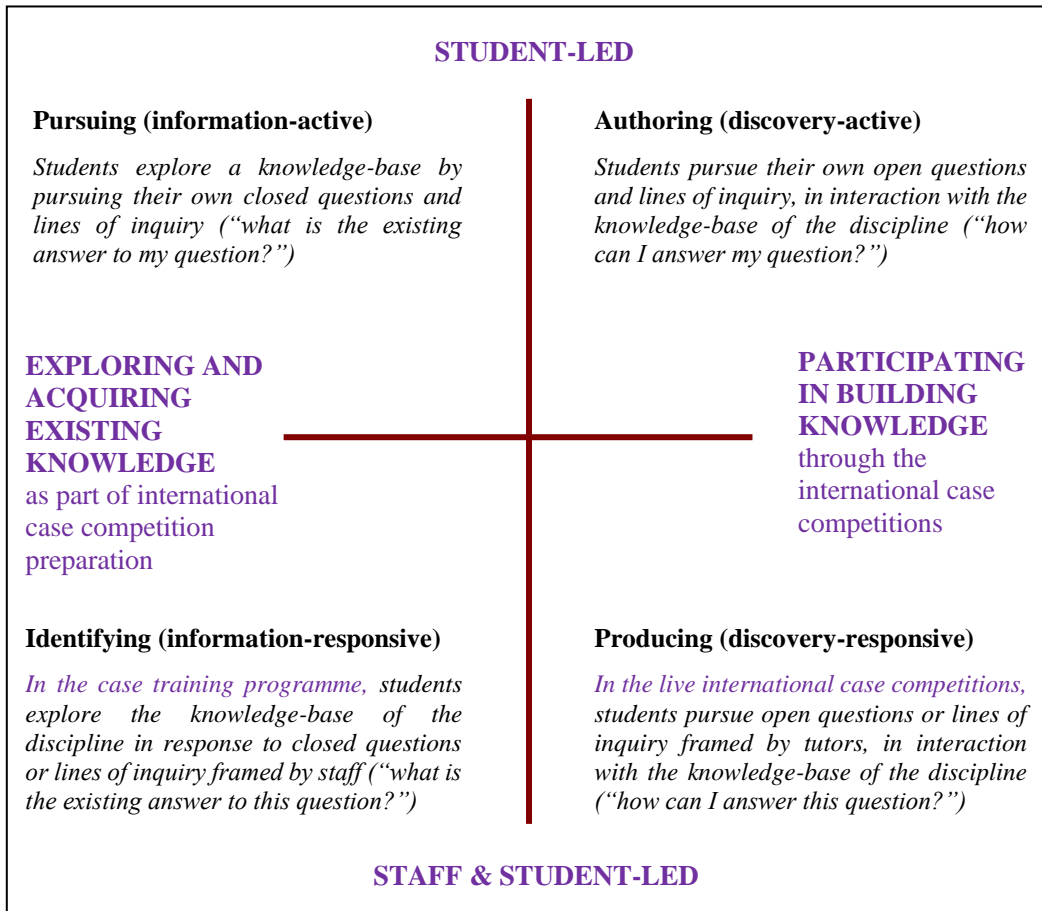 STUDENT-LED
Pursuing (information-active)
Students explore a knowledge-base by
pursuing their own closed questions and
lines of inquiry (“what is the existing
answer to my question?”)
Authoring (discovery-active)
Students pursue their own open questions
and lines of inquiry, in interaction with the
knowledge-base of the discipline (“how
can I answer my question?”)
EXPLORING AND
ACQUIRING
EXISTING
KNOWLEDGE
as part of international
case competition
preparation
PARTICIPATING
IN BUILDING
KNOWLEDGE
through the
international case
competitions
Identifying (information-responsive)
In the case training programme, students
explore the knowledge-base of the
discipline in response to closed questions
or lines of inquiry framed by staff (“what is
the existing answer to this question?”)
Producing (discovery-responsive)
In the live international case competitions,
students pursue open questions or lines of
inquiry framed by tutors, in interaction
with the knowledge-base of the discipline
(“how can I answer this question?”)
STAFF & STUDENT-LED